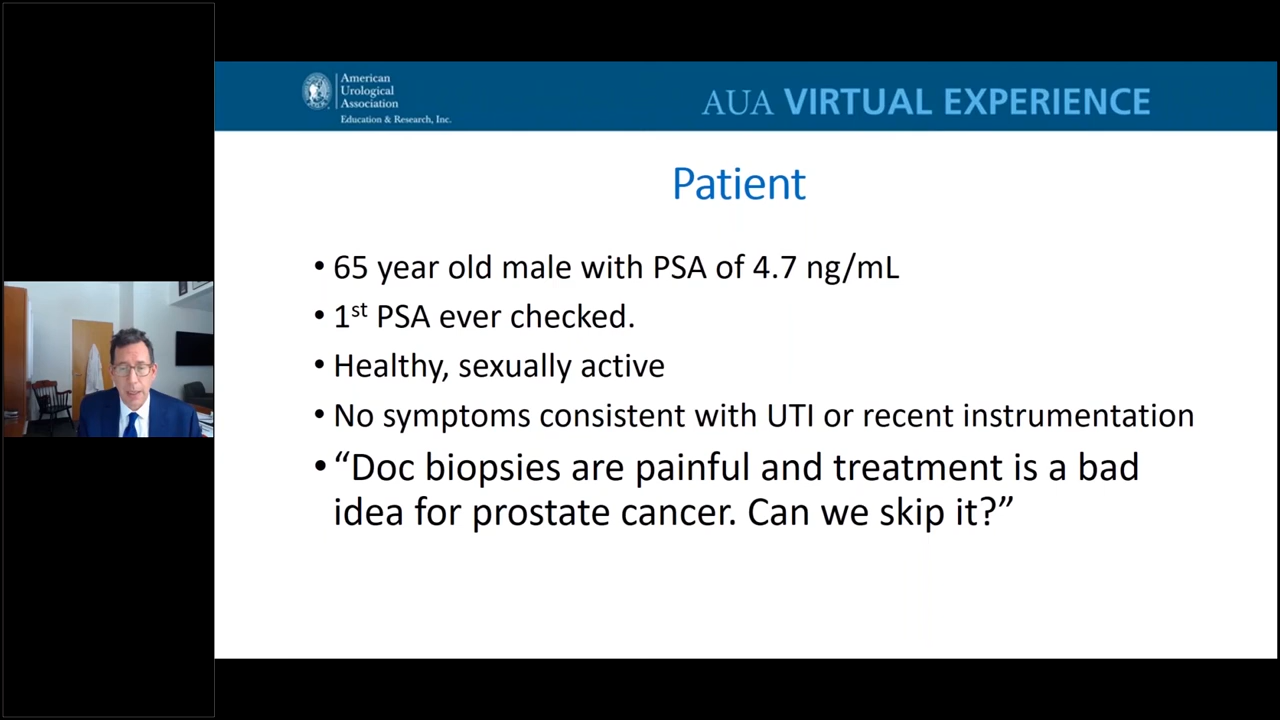 American
Urological
Association
Education & Research, Inc.
AUA VIRTUAL EXPERIENCE
Patient
• 65 year old male with PSA of 4.7 ng/mL
• 1st PSA ever checked.
• Healthy, sexually active
• No symptoms consistent with UTI or recent instrumentation
• “Doc biopsies are painful and treatment is a bad
idea for prostate cancer. Can we skip it?”